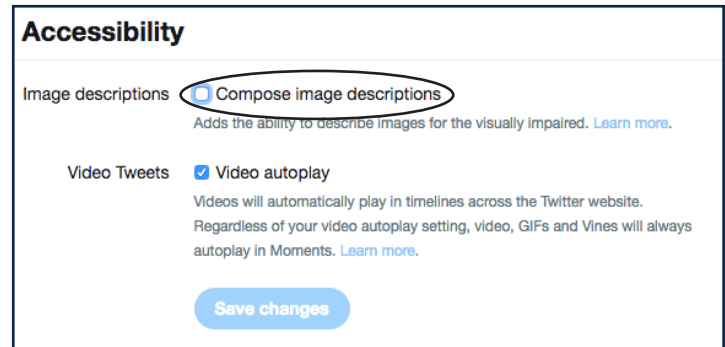 Accessibility
Image descriptions Compose image descriptions
Adds the ability to describe images for the visually impaired. Learn more.
Video Tweets Video autoplay
Videos will automatically play in timelines across the Twitter website.
Regardless of your video autoplay setting, video, GIFs and Vines will always
autoplay in Moments. Learn more.
Save changes